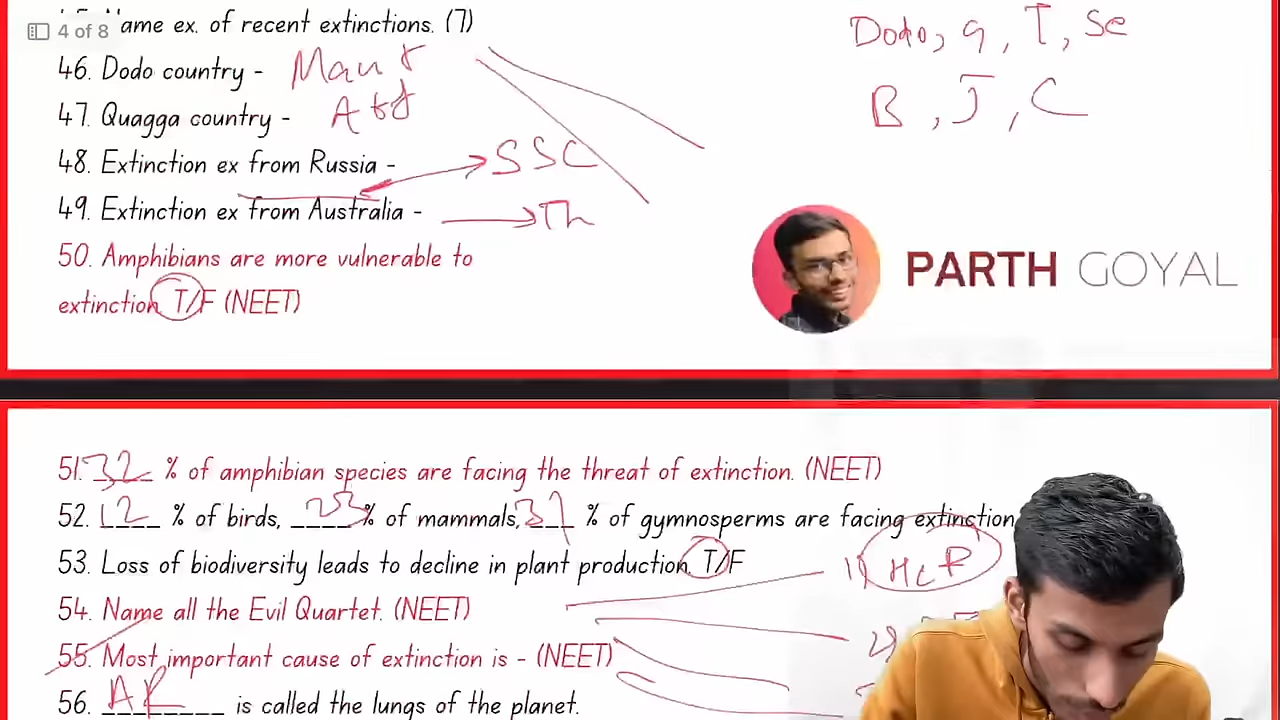 4 of 8
ame ex. of recent extinctions. (7)
Dodo, q, T, Se
B, J, C
46. Dodo country - Maut
47. Quagga country - Aff
48. Extinction ex from Russia - SSC
49. Extinction ex from Australia - Th
50. Amphibians are more vulnerable to
extinction T/F (NEET)
PARTH GOYAL
51. 32 % of amphibian species are facing the threat of extinction. (NEET)
52. 12 % of birds, 23 % of mammals, 31 % of gymnosperms are facing extinction
53. Loss of biodiversity leads to decline in plant production. T/F
1) HLF
54. Name all the Evil Quartet. (NEET)
55. Most important cause of extinction is - (NEET)
56. AR is called the lungs of the planet.